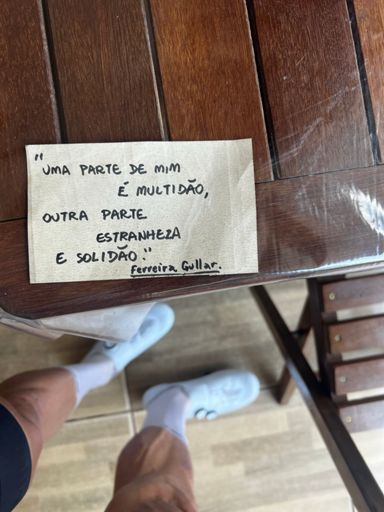 "UMA PARTE DE MIM
É MULTIDÃO,
OUTRA PARTE
ESTRANHEZA
E SOLIDÃO."
Ferreira Gullar.